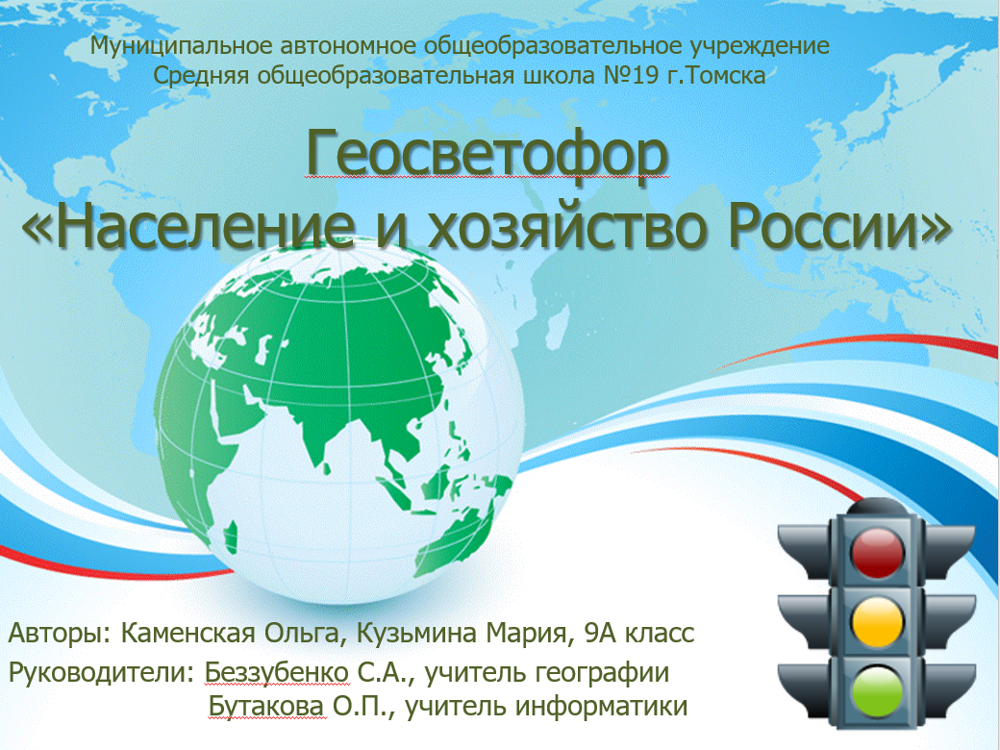 Муниципальное автономное общеобразовательное учреждение
Средняя общеобразовательная школа №19 г.Томска
Геосветофор
«Население и хозяйство России»
Авторы: Каменская Ольга, Кузьмина Мария, 9А класс
Руководители: Беззубенко С.А., учитель географии
Бутакова О.П., учитель информатики